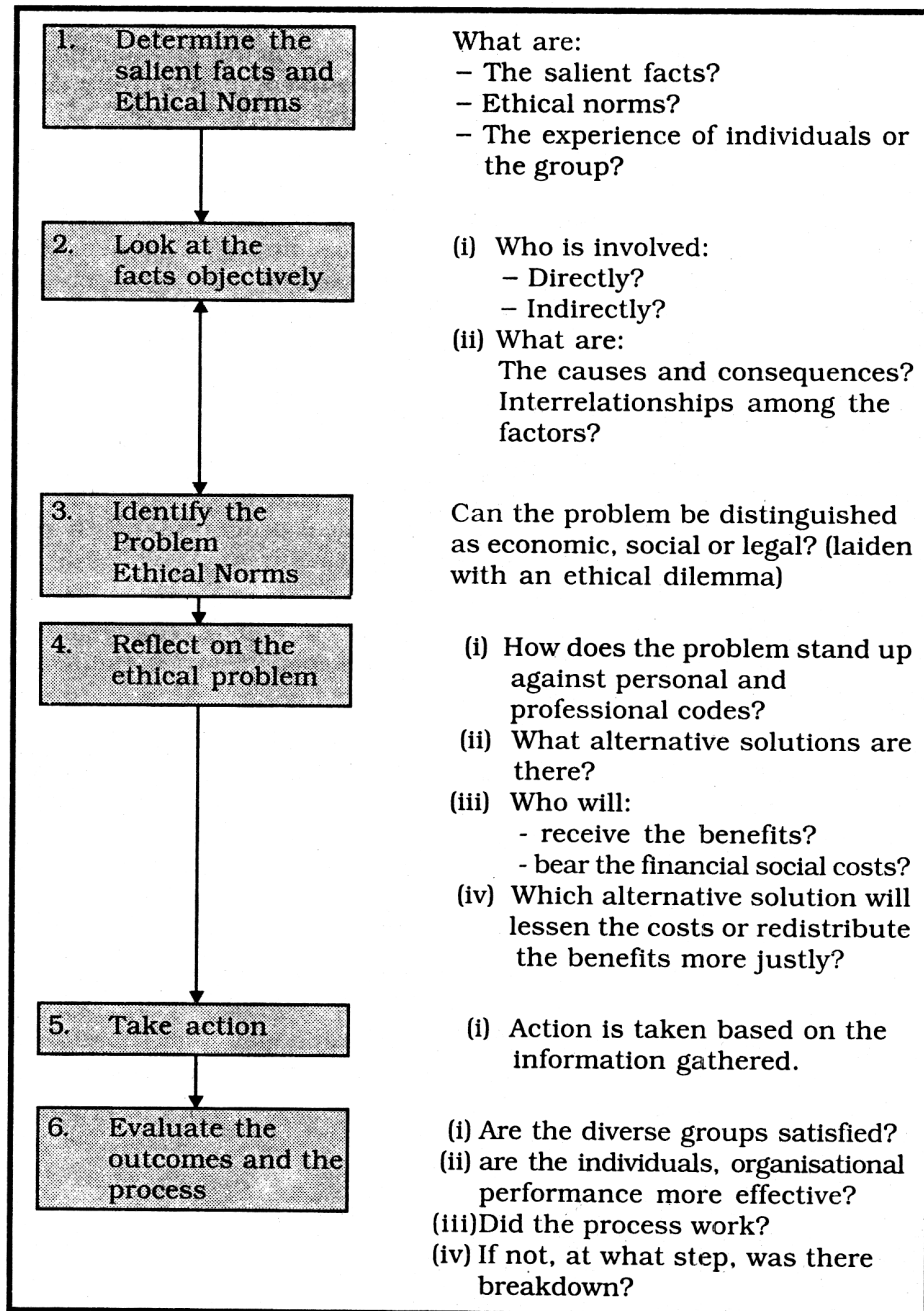 1. Determine the
salient facts and
Ethical Norms
What are:
– The salient facts?
– Ethical norms?
– The experience of individuals or
the group?
2. Look at the
facts objectively
(i) Who is involved:
– Directly?
– Indirectly?
(ii) What are:
The causes and consequences?
Interrelationships among the
factors?
3. Identify the
Problem
Ethical Norms
Can the problem be distinguished
as economic, social or legal? (laiden
with an ethical dilemma)
4. Reflect on the
ethical problem
(i) How does the problem stand up
against personal and
professional codes?
(ii) What alternative solutions are
there?
(iii) Who will:
- receive the benefits?
- bear the financial social costs?
(iv) Which alternative solution will
lessen the costs or redistribute
the benefits more justly?
5. Take action
(i) Action is taken based on the
information gathered.
6. Evaluate the
outcomes and the
process
(i) Are the diverse groups satisfied?
(ii) are the individuals, organisational
performance more effective?
(iii)Did the process work?
(iv) If not, at what step, was there
breakdown?